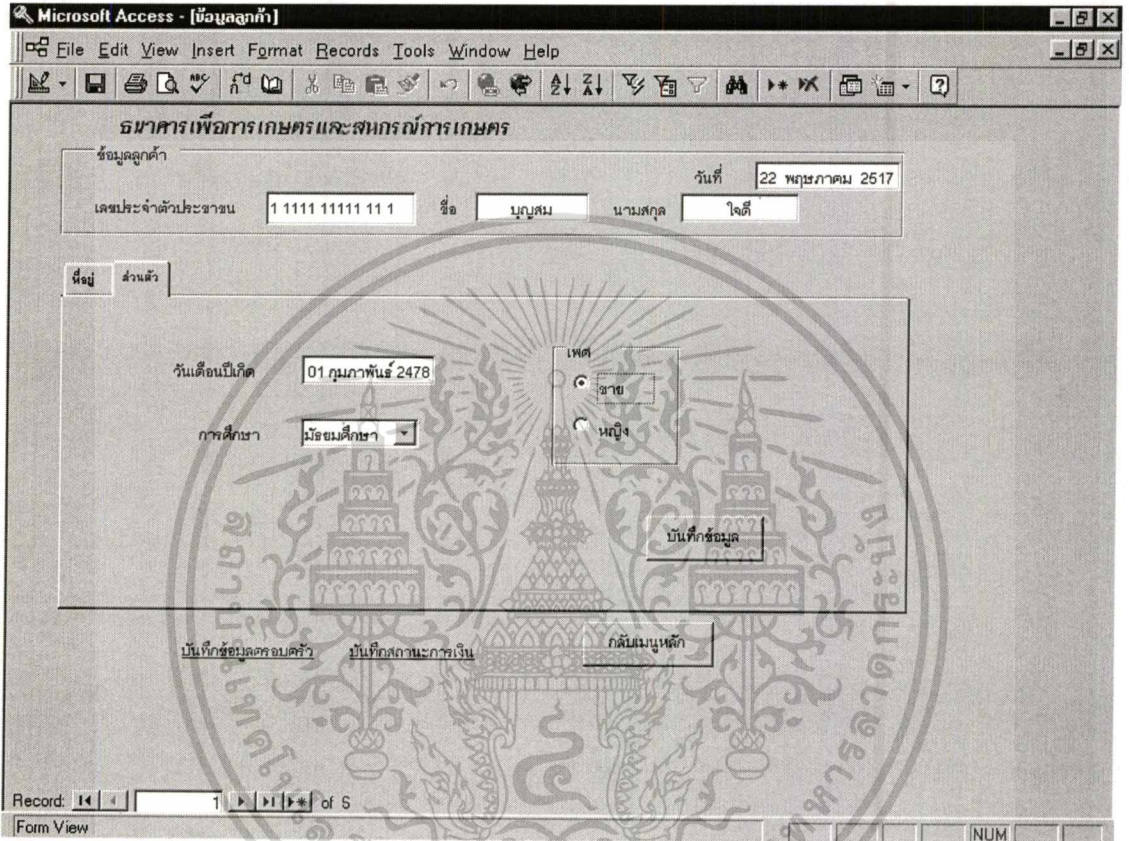 Microsoft Access - [ข้อมูลลูกค้า]
File Edit View Insert Format Records Tools Window Help
ธนาคารเพื่อการเกษตรและสหกรณ์การเกษตร
ข้อมูลลูกค้า
วันที่ 22 พฤษภาคม 2517
เลขประจำตัวประชาชน 1 1111 11111 11 1 ชื่อ บุญสม นามสกุล ใจดี
ที่อยู่ ส่วนตัว
เพศ
วันเดือนปีเกิด 01 กุมภาพันธ์ 2478
ชาย
การศึกษา มัธยมศึกษา
หญิง
บันทึกข้อมูล
บันทึกข้อมูลครอบครัว บันทึกสถานะการเงิน กลับเมนูหลัก
Record: 1 of 5
Form View NUM